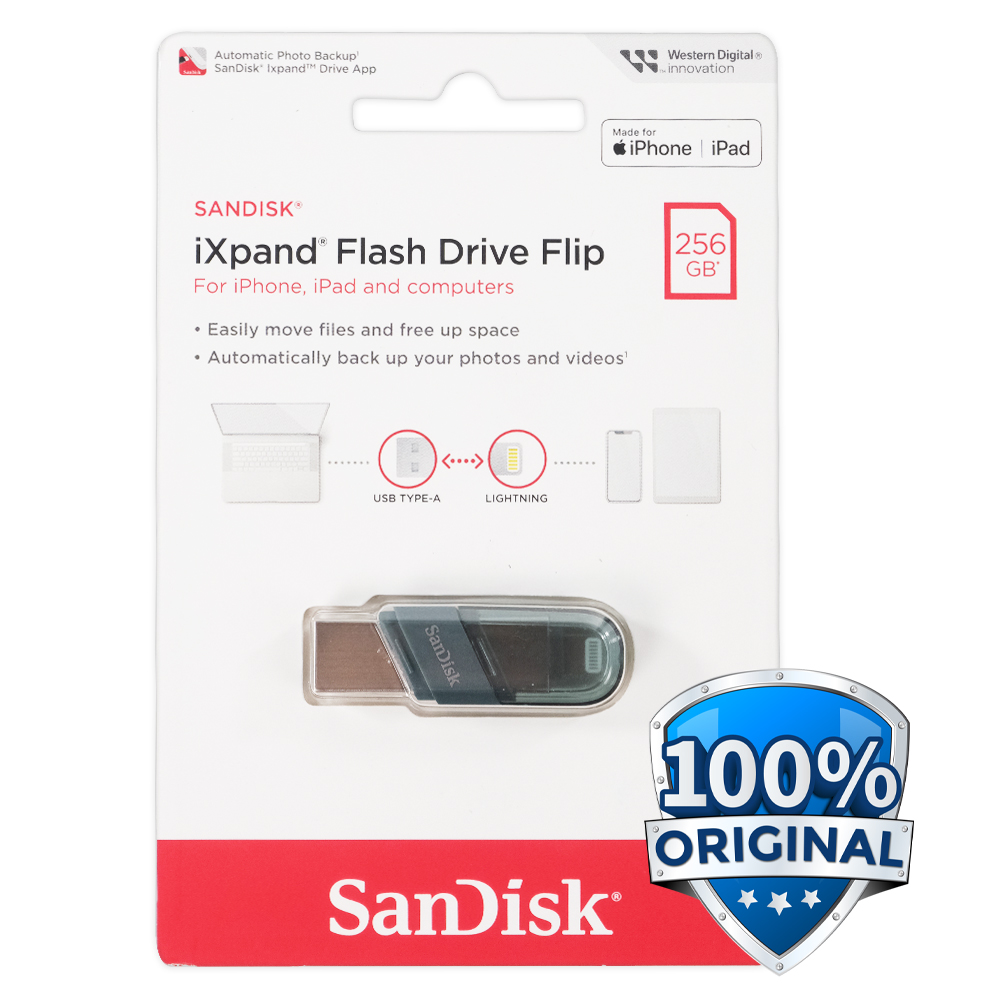 Automatic Photo Backup¹
SanDisk® Ixpand™ Drive App
SanDisk
Western Digital®
™ innovation
Made for
iPhone | iPad
SANDISK®
iXpand® Flash Drive Flip
For iPhone, iPad and computers
256
GB*
• Easily move files and free up space
• Automatically back up your photos and videos¹
USB TYPE-A
LIGHTNING
SanDisk
100%
ORIGINAL
SanDisk®